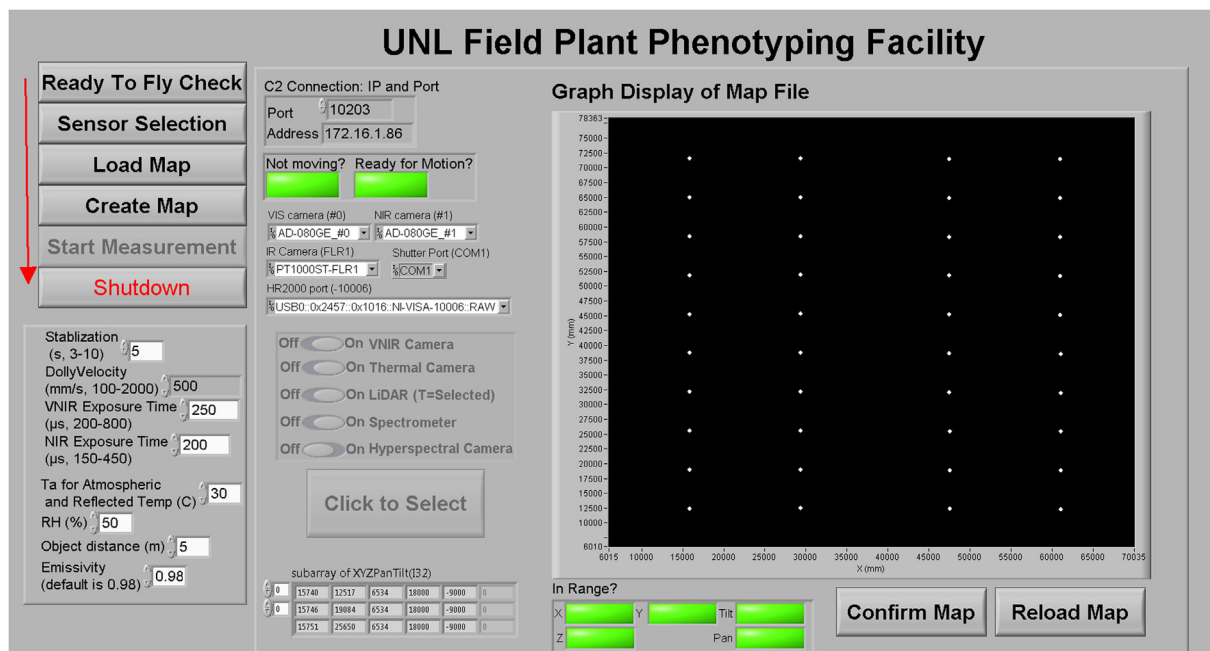 UNL Field Plant Phenotyping Facility
Ready To Fly Check
Sensor Selection
Load Map
Create Map
Start Measurement
Shutdown
Stablization
(s, 3-10) 5
DollyVelocity
(mm/s, 100-2000) 500
VNIR Exposure Time 250
(µs, 200-800)
NIR Exposure Time 200
(µs, 150-450)
Ta for Atmospheric
and Reflected Temp (C) 30
RH (%) 50
Object distance (m) 5
Emissivity
(default is 0.98) 0.98
C2 Connection: IP and Port
Port 10203
Address 172.16.1.86
Not moving? Ready for Motion?
VIS camera (#0) NIR camera (#1)
AD-080GE_#0 AD-080GE_#1
IR Camera (FLR1) Shutter Port (COM1)
PT1000ST-FLR1 COM1
HR2000 port (-10006)
USB0::0x2457::0x1016::NI-VISA-10006::RAW
Off On VNIR Camera
Off On Thermal Camera
Off On LiDAR (T=Selected)
Off On Spectrometer
Off On Hyperspectral Camera
Click to Select
subarray of XYZPanTilt(I32)
0 15740 12517 6534 18000 -9000 0
0 15746 19084 6534 18000 -9000 0
15751 25650 6534 18000 -9000 0
Graph Display of Map File
78363
75000
72500
70000
67500
65000
62500
60000
57500
55000
52500
50000
47500
45000
42500
40000
37500
35000
32500
30000
27500
25000
22500
20000
17500
15000
12500
10000
6010
Y (mm)
6015 10000 15000 20000 25000 30000 35000 40000 45000 50000 55000 60000 65000 70035
X (mm)
In Range?
X Y Tilt
Z Pan
Confirm Map
Reload Map